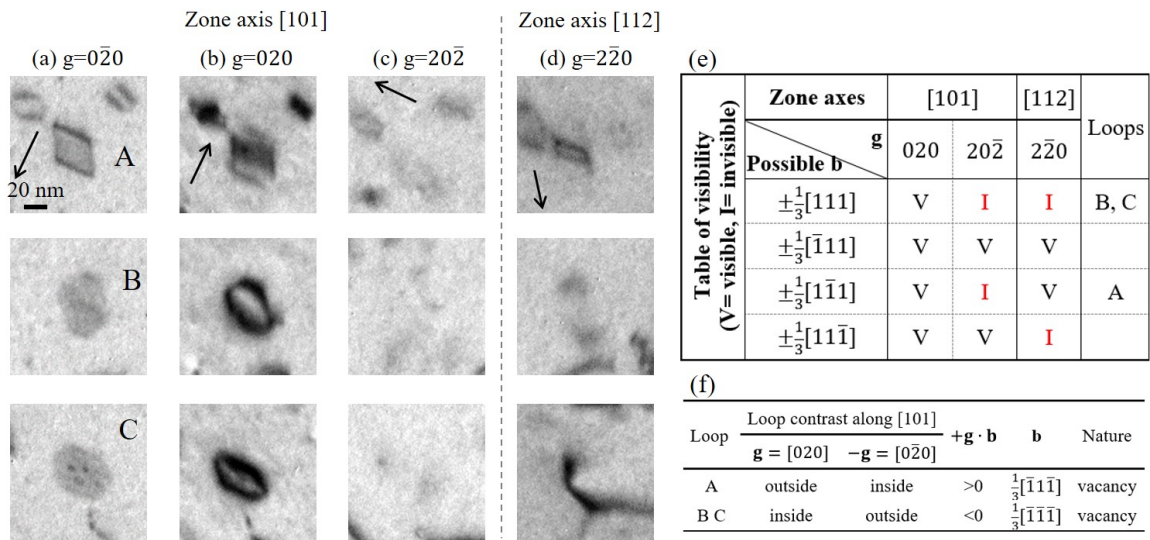 Zone axis [101] Zone axis [112]
(a) g=02̅0 (b) g=020 (c) g=202̅ (d) g=22̅0
A
20 nm
B
C
(e)
Table of visibility
(V= visible, I= invisible)
Zone axes [101] [112] Loops
g
Possible b 020 202̅ 22̅0
±1/3[111] V I I B, C
±1/3[1̅11] V V V
±1/3[11̅1] V I V A
±1/3[111̅] V V I
(f)
Loop Loop contrast along [101] +g · b b Nature
g = [020] −g = [02̅0]
A outside inside >0 1/3[1̅11̅] vacancy
B C inside outside <0 1/3[1̅1̅1̅] vacancy